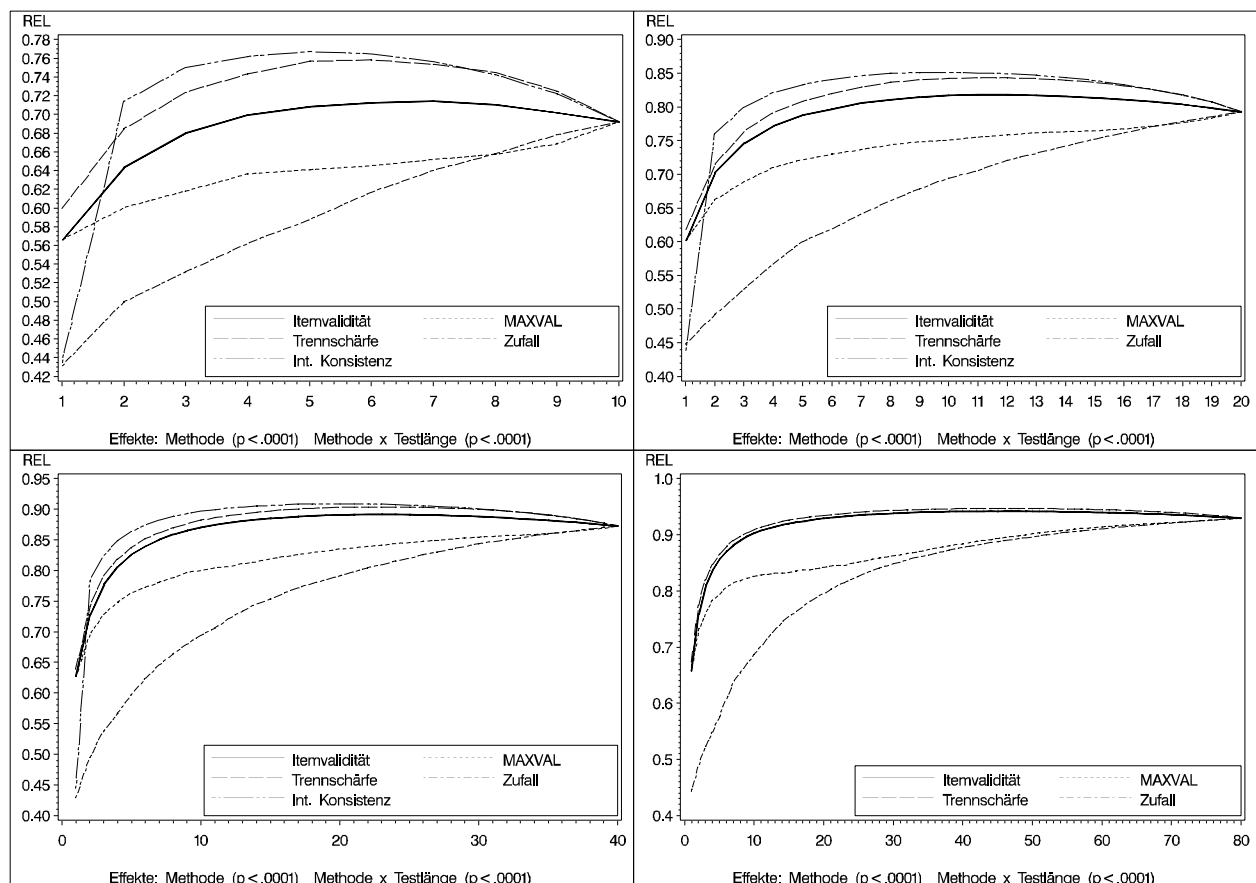 REL
0.78
0.76
0.74
0.72
0.70
0.68
0.66
0.64
0.62
0.60
0.58
0.56
0.54
0.52
0.50
0.48
0.46
0.44
0.42
Itemvalidität MAXVAL
Trennschärfe Zufall
Int. Konsistenz
1 2 3 4 5 6 7 8 9 10
Effekte: Methode (p<.0001) Methode x Testlänge (p<.0001)
REL
0.90
0.85
0.80
0.75
0.70
0.65
0.60
0.55
0.50
0.45
0.40
Itemvalidität MAXVAL
Trennschärfe Zufall
Int. Konsistenz
1 2 3 4 5 6 7 8 9 10 11 12 13 14 15 16 17 18 19 20
Effekte: Methode (p<.0001) Methode x Testlänge (p<.0001)
REL
0.95
0.90
0.85
0.80
0.75
0.70
0.65
0.60
0.55
0.50
0.45
0.40
Itemvalidität MAXVAL
Trennschärfe Zufall
Int. Konsistenz
0 10 20 30 40
Effekte: Methode (p<.0001) Methode x Testlänge (p<.0001)
REL
1.0
0.9
0.8
0.7
0.6
0.5
0.4
Itemvalidität MAXVAL
Trennschärfe Zufall
0 10 20 30 40 50 60 70 80
Effekte: Methode (p<.0001) Methode x Testlänge (p<.0001)